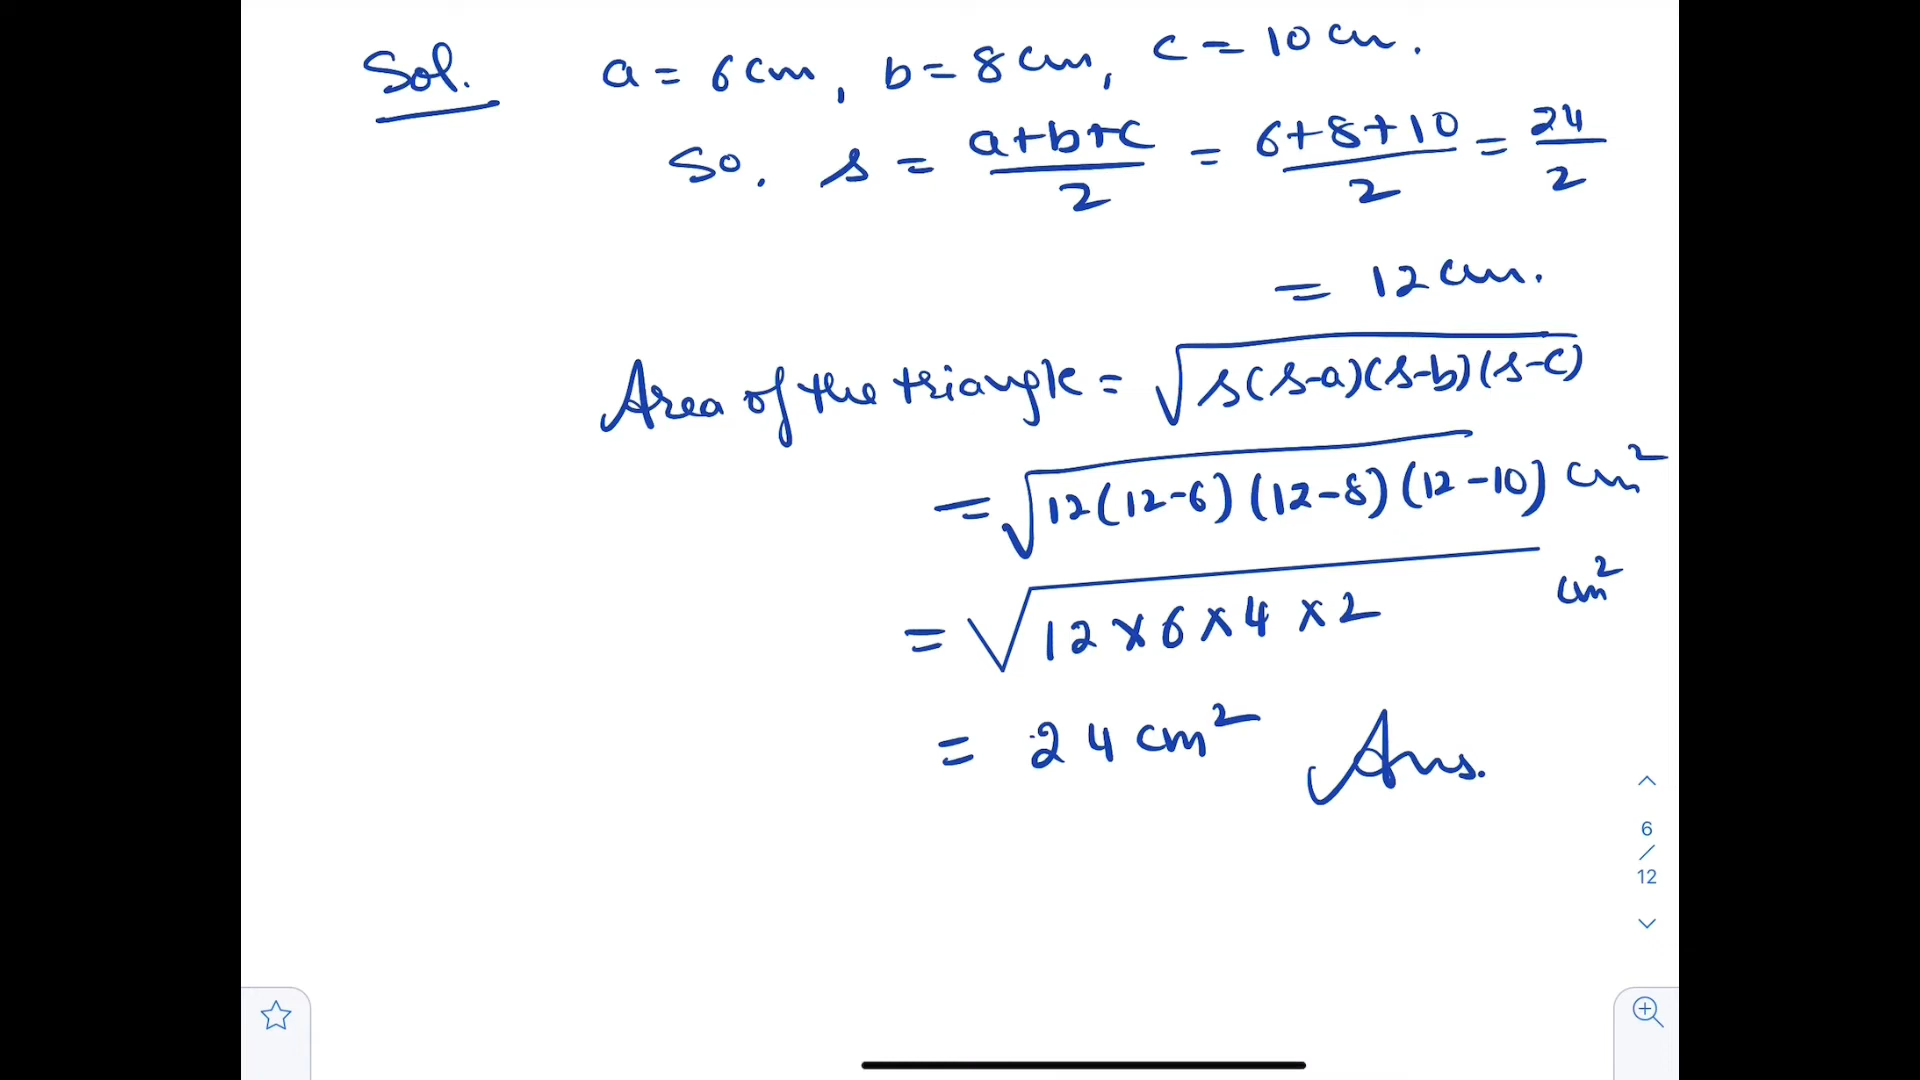 Sol. a = 6 cm, b = 8 cm, c = 10 cm.
So. s = a+b+c/2 = 6+8+10/2 = 24/2
= 12 cm.
Area of the triangle = √s(s-a)(s-b)(s-c)
= √12(12-6)(12-8)(12-10) cm²
= √12×6×4×2 cm²
= 24 cm² Ans.
6
/
12